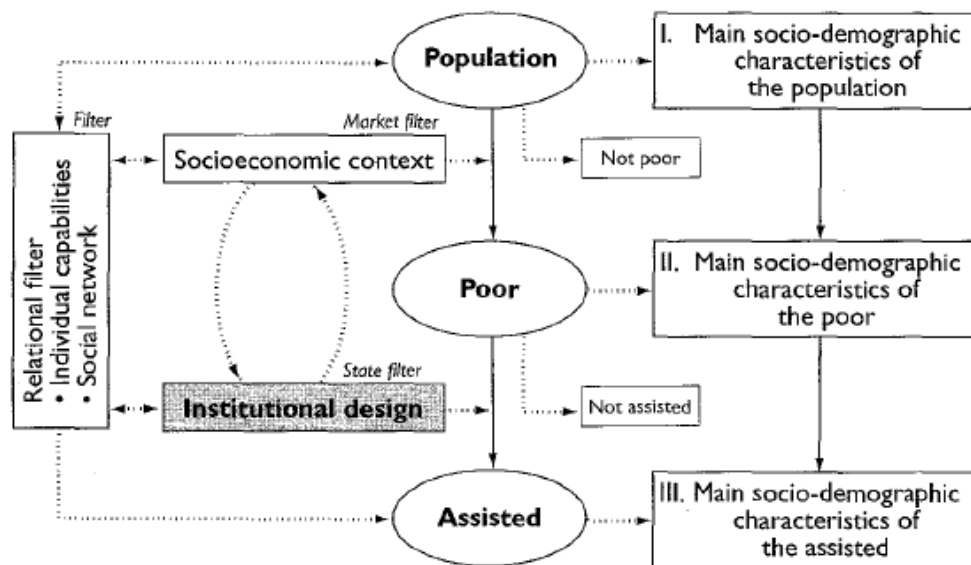 Population
I. Main socio-demographic
characteristics of
the population
Filter
Market filter
Socioeconomic context
Not poor
Relational filter
• Individual capabilities
• Social network
Poor
II. Main socio-demographic
characteristics of
the poor
State filter
Institutional design
Not assisted
Assisted
III. Main socio-demographic
characteristics of
the assisted